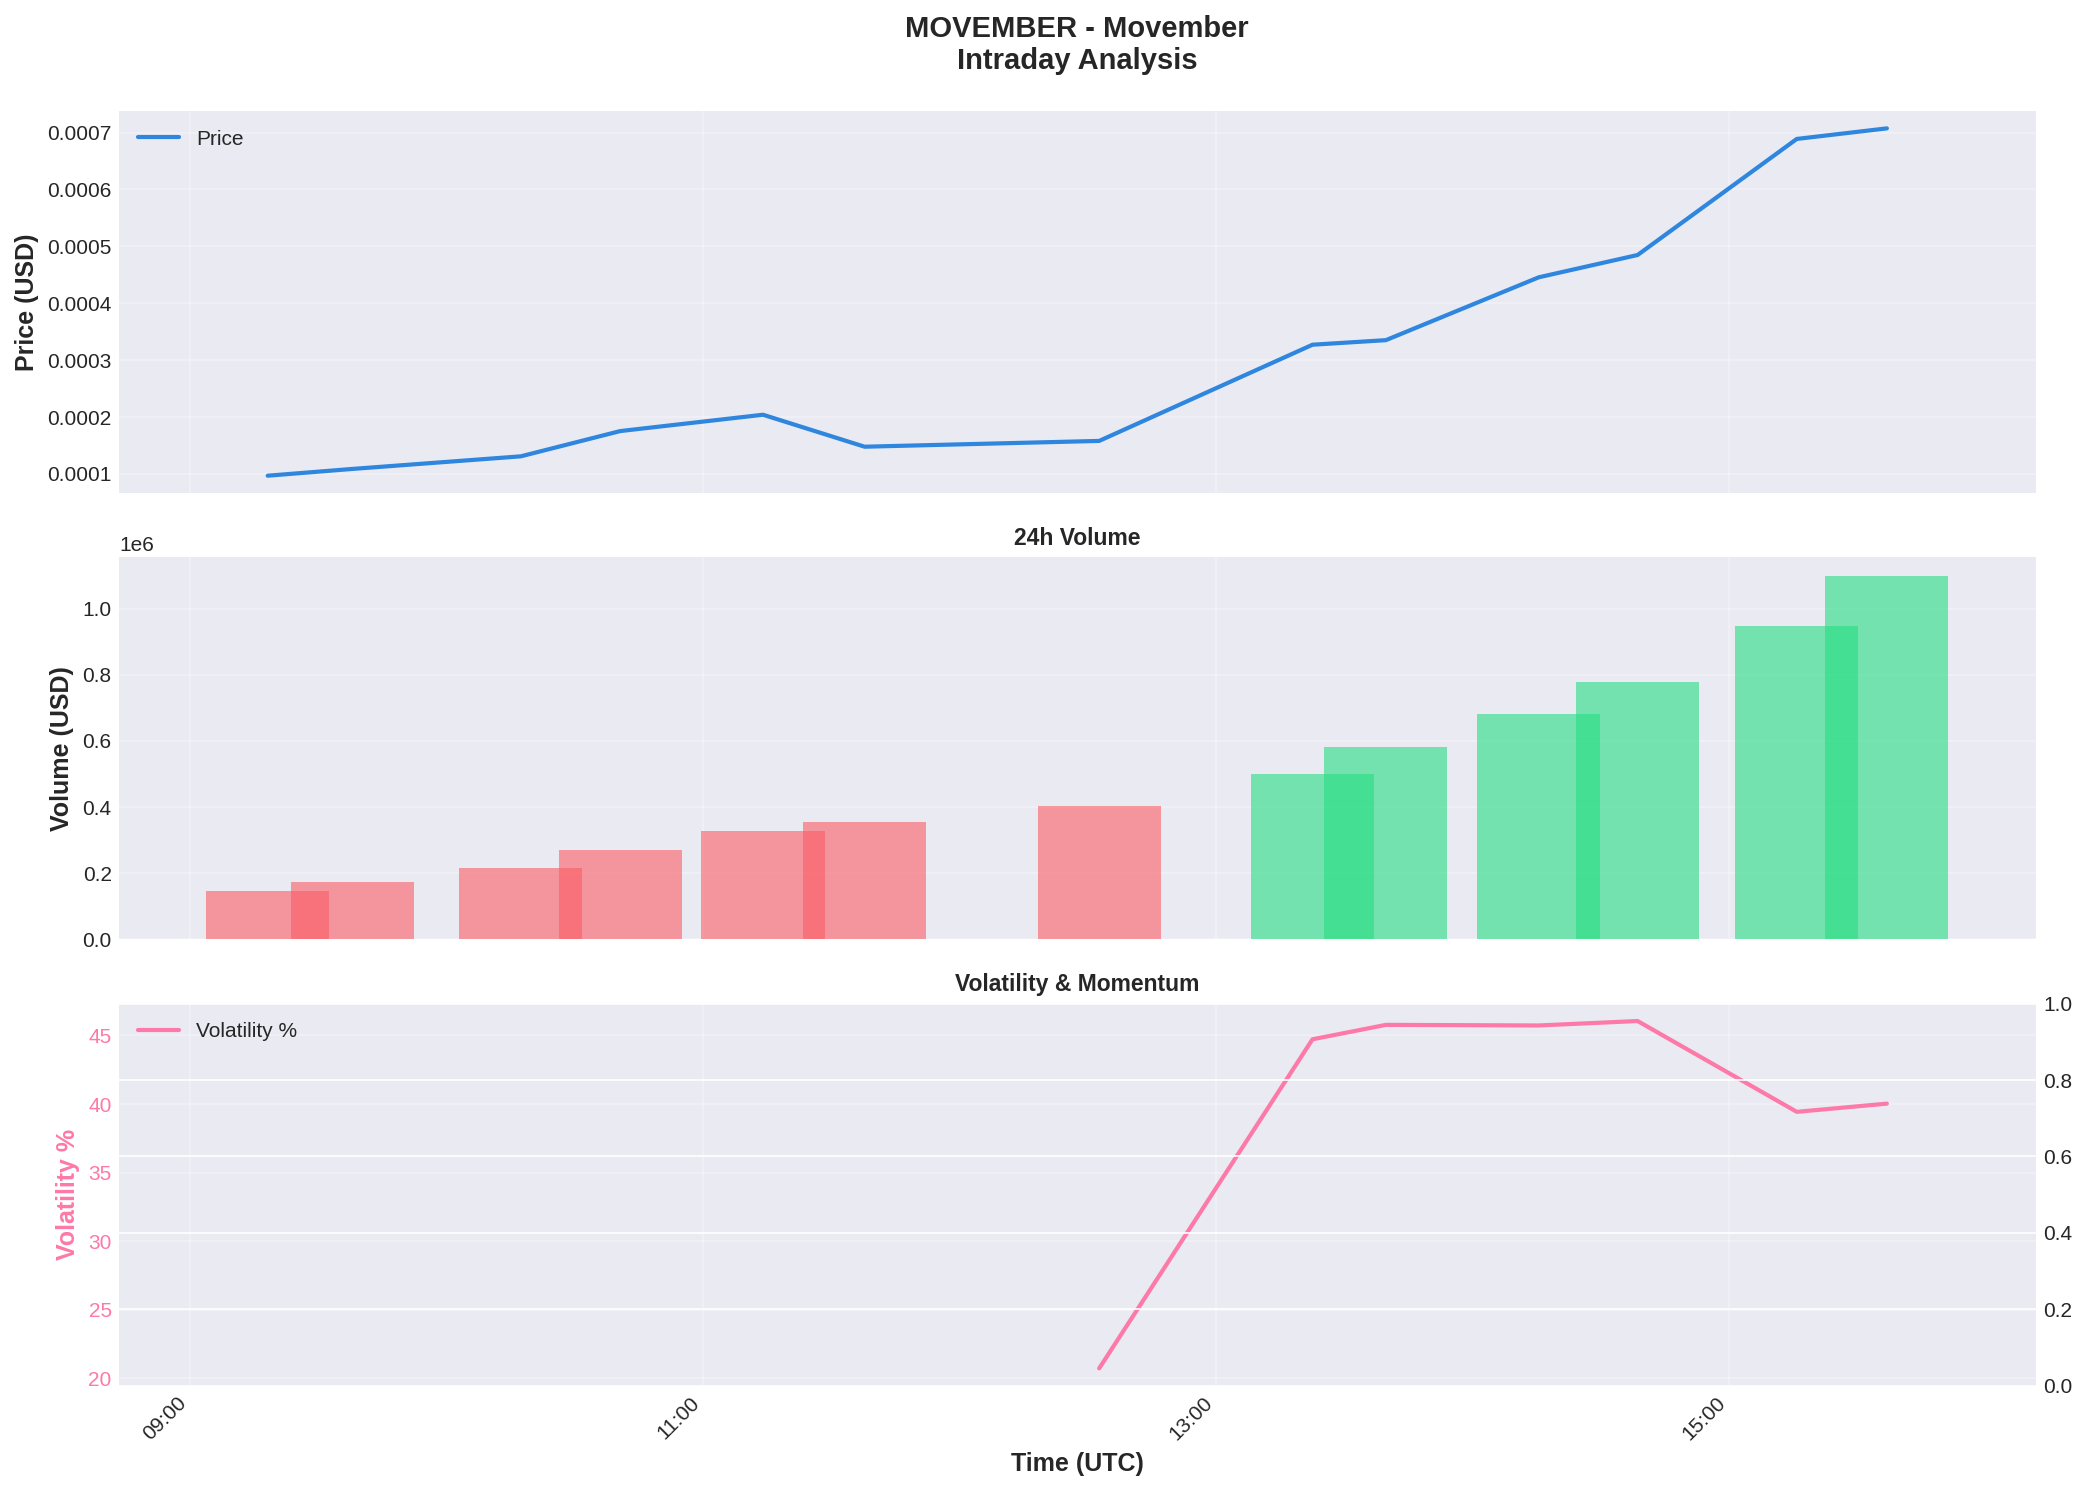 MOVEMBER - Movember
Intraday Analysis
Price
Price (USD)
0.0007
0.0006
0.0005
0.0004
0.0003
0.0002
0.0001
24h Volume
1e6
Volume (USD)
1.0
0.8
0.6
0.4
0.2
0.0
Volatility & Momentum
Volatility %
Volatility %
45
40
35
30
25
20
1.0
0.8
0.6
0.4
0.2
0.0
09:00
11:00
13:00
15:00
Time (UTC)